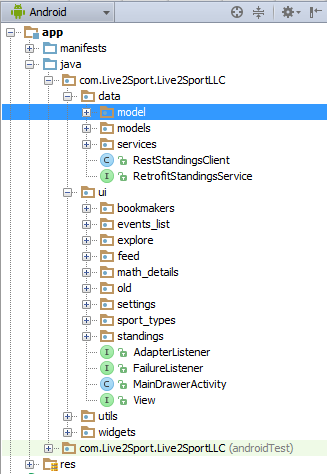 Android
app
manifests
java
com.Live2Sport.Live2SportLLC
data
model
models
services
C RestStandingsClient
I RetrofitStandingsService
ui
bookmakers
events_list
explore
feed
math_details
old
settings
sport_types
standings
I AdapterListener
I FailureListener
C MainDrawerActivity
I View
utils
widgets
com.Live2Sport.Live2SportLLC (androidTest)
res